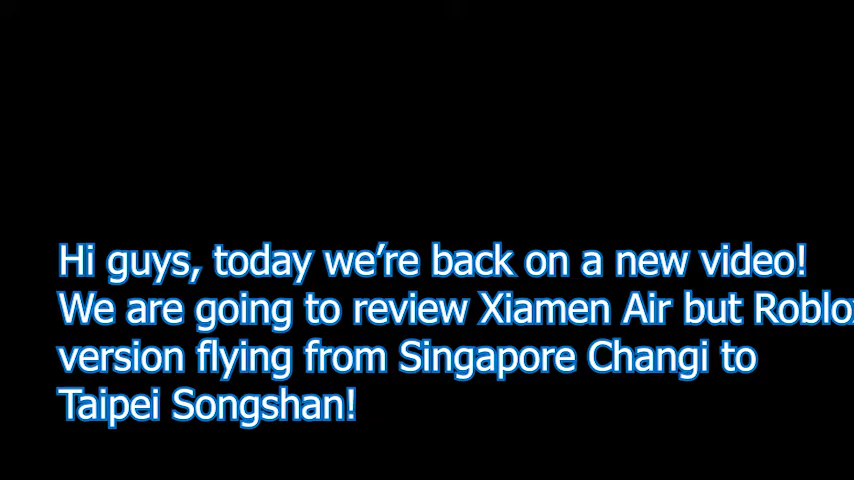 Hi guys, today we’re back on a new video!
We are going to review Xiamen Air but Roblox
version flying from Singapore Changi to
Taipei Songshan!